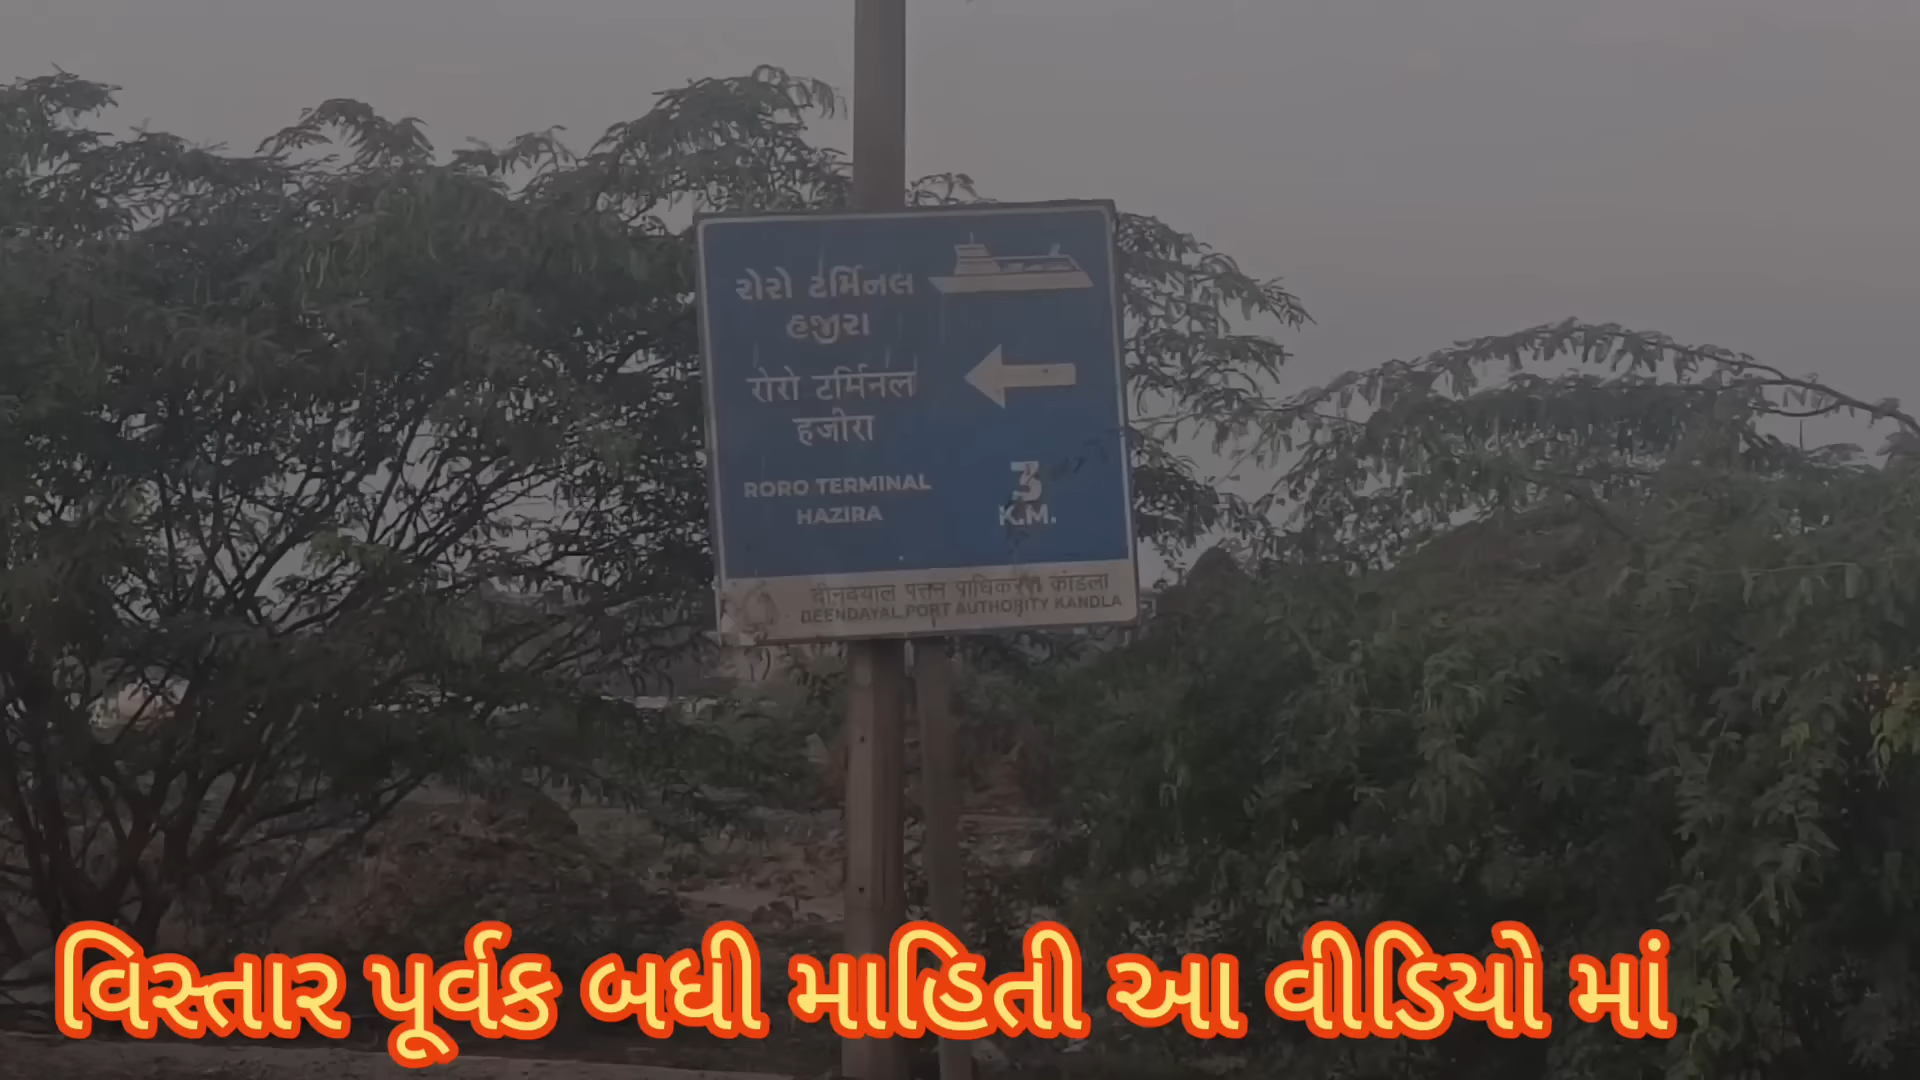 રોરો ટર્મિનલ
હજીરા
रोरो टर्मिनल
हजीरा
RORO TERMINAL
HAZIRA
3
K.M.
दीनदयाल पत्तन प्राधिकरण कांडला
DEENDAYAL PORT AUTHORITY KANDLA
વિસ્તાર પૂર્વક બધી માહિતી આ વીડિયો માં